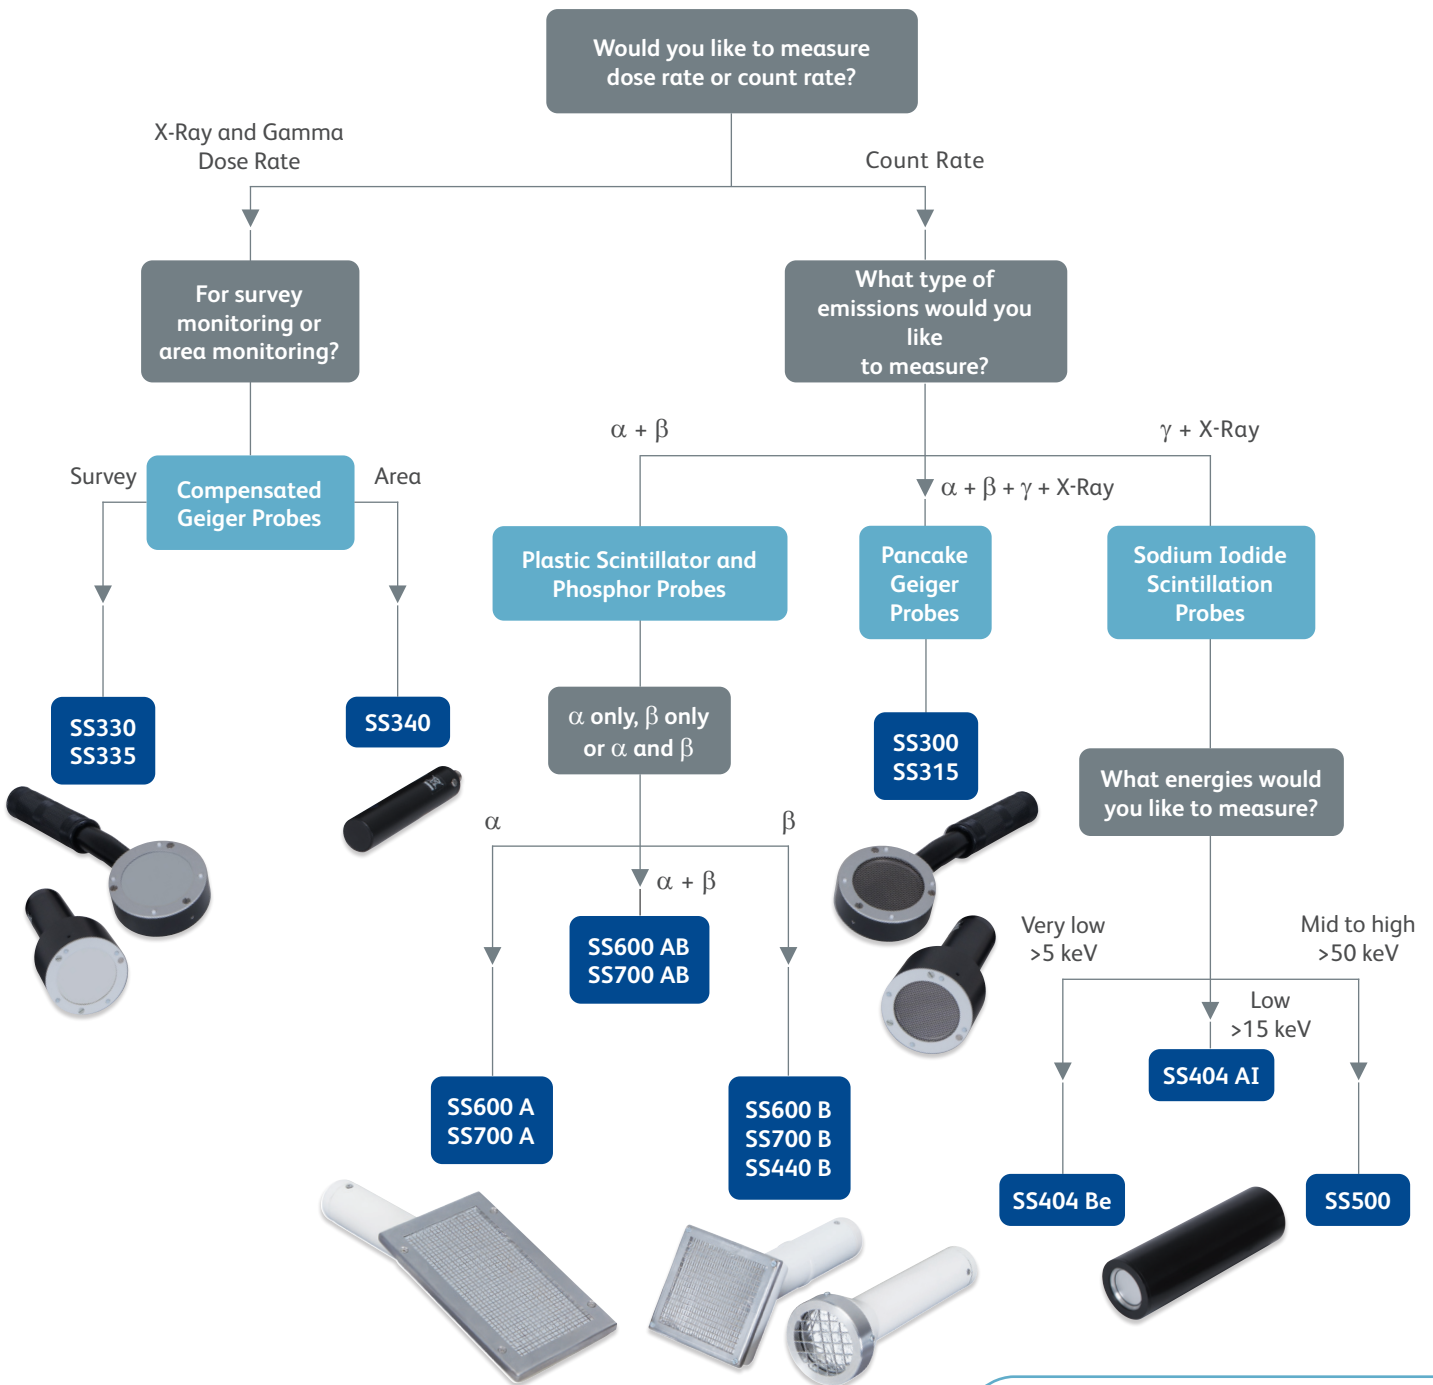 Would you like to measure
dose rate or count rate?
X-Ray and Gamma
Dose Rate
Count Rate
For survey
monitoring or
area monitoring?
What type of
emissions would you
like
to measure?
α + β
γ + X-Ray
α + β + γ + X-Ray
Survey
Compensated
Geiger Probes
Area
Plastic Scintillator and
Phosphor Probes
Pancake
Geiger
Probes
Sodium Iodide
Scintillation
Probes
SS330
SS335
SS340
α only, β only
or α and β
SS300
SS315
What energies would
you like to measure?
α
β
α + β
SS600 AB
SS700 AB
Very low
>5 keV
Mid to high
>50 keV
Low
>15 keV
SS404 AI
SS600 A
SS700 A
SS600 B
SS700 B
SS440 B
SS404 Be
SS500